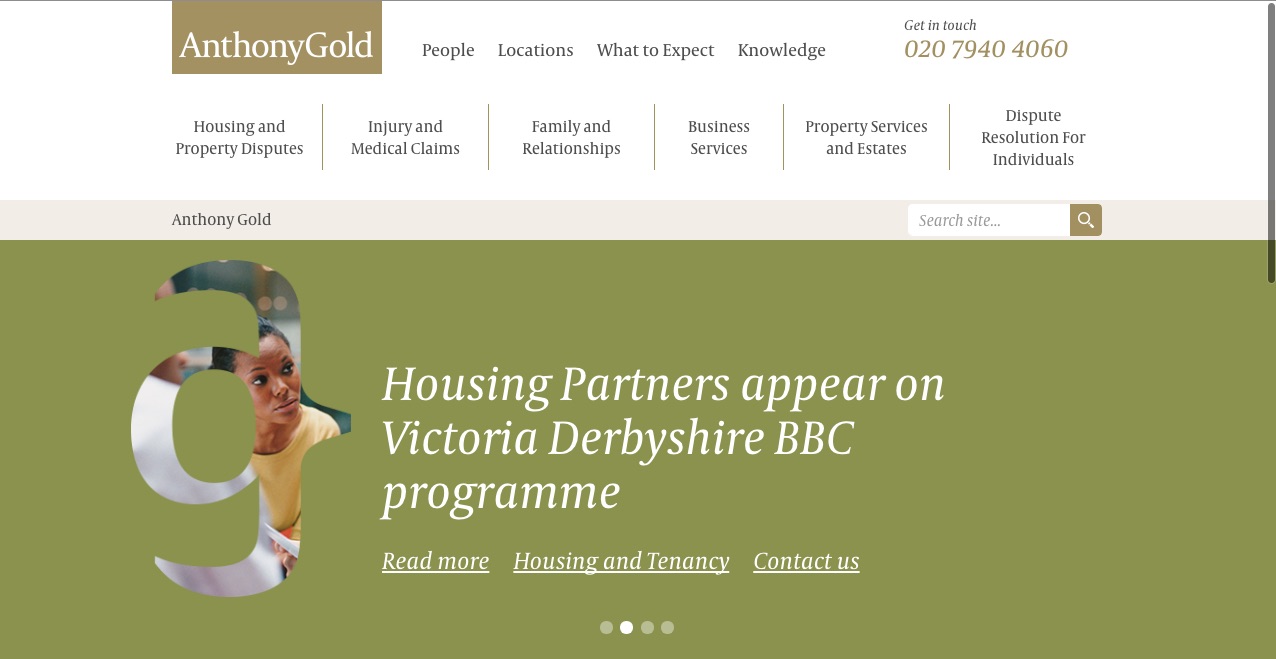 AnthonyGold
People
Locations
What to Expect
Knowledge
Get in touch
020 7940 4060
Housing and
Property Disputes
Injury and
Medical Claims
Family and
Relationships
Business
Services
Property Services
and Estates
Dispute
Resolution For
Individuals
Anthony Gold
Search site...
Housing Partners appear on
Victoria Derbyshire BBC
programme
Read more
Housing and Tenancy
Contact us